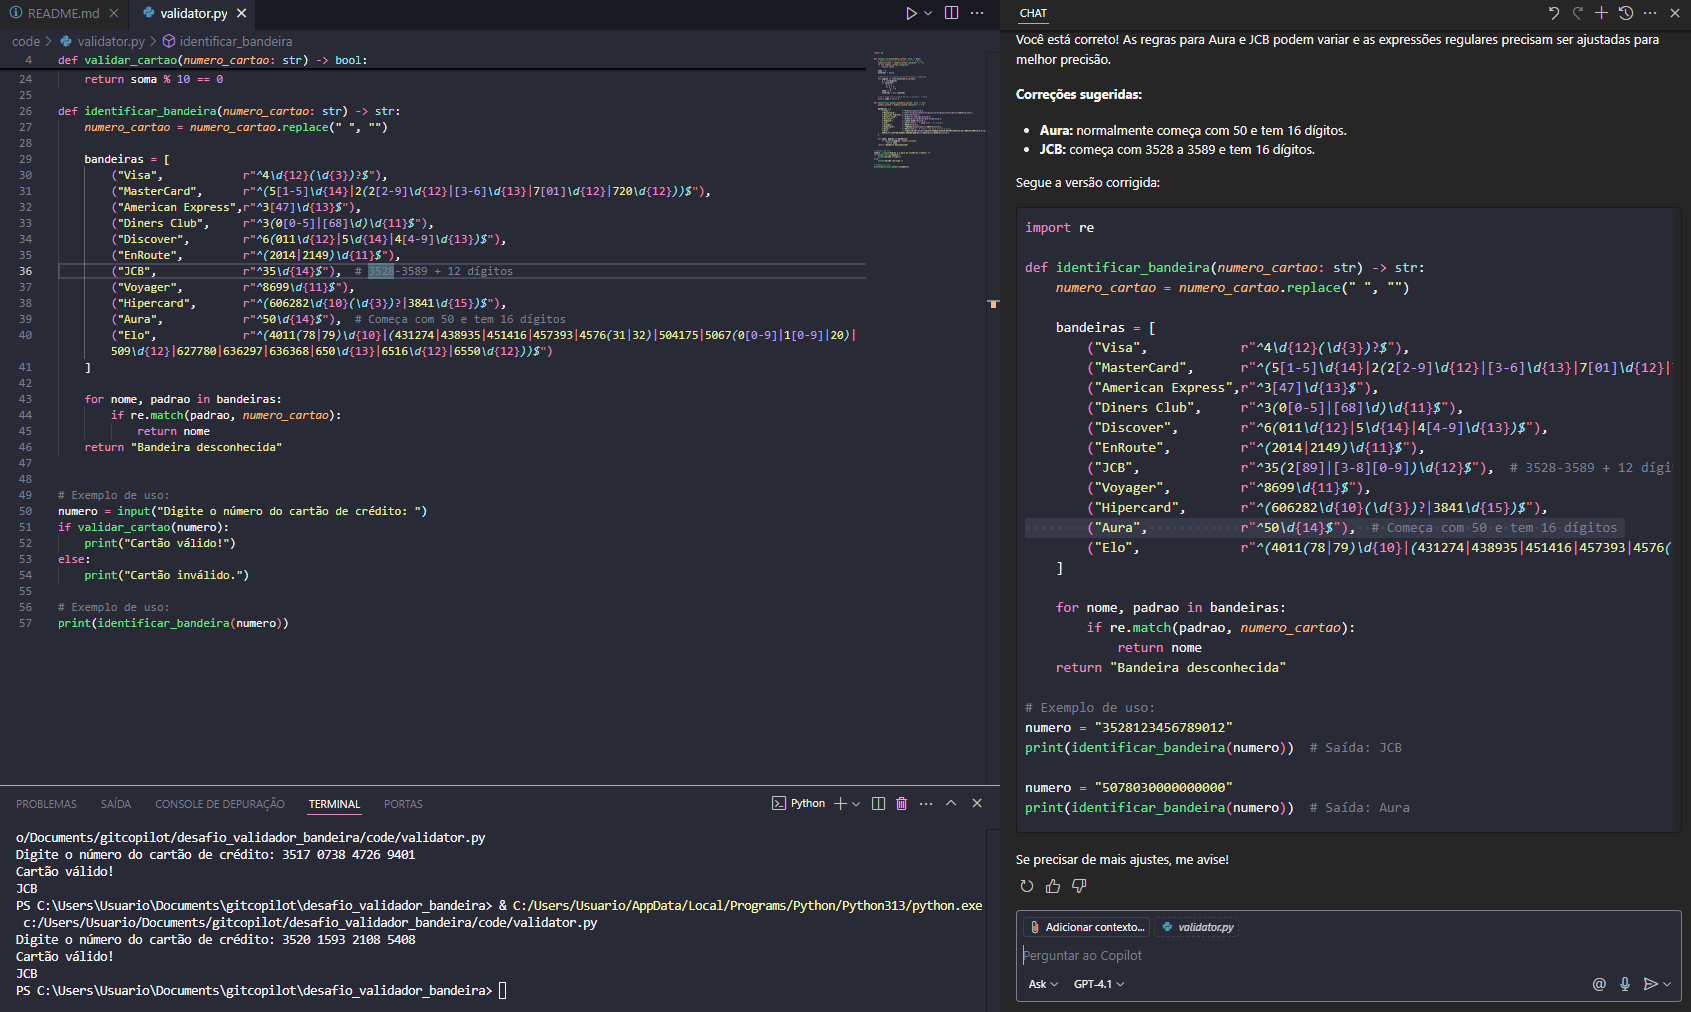 README.md
validator.py
code > validator.py > identificar_bandeira
4 def validar_cartao(numero_cartao: str) -> bool:
24 return soma % 10 == 0
25
26 def identificar_bandeira(numero_cartao: str) -> str:
27 numero_cartao = numero_cartao.replace(" ", "")
28
29 bandeiras = [
30 ("Visa", r"^4\d{12}(\d{3})?$"),
31 ("MasterCard", r"^(5[1-5]\d{14}|2(2[2-9]\d{12}|[3-6]\d{13}|7[01]\d{12}|720\d{12}))$"),
32 ("American Express",r"^3[47]\d{13}$"),
33 ("Diners Club", r"^3(0[0-5]|[68]\d)\d{11}$"),
34 ("Discover", r"^6(011\d{12}|5\d{14}|4[4-9]\d{13})$"),
35 ("EnRoute", r"^(2014|2149)\d{11}$"),
36 ("JCB", r"^35\d{14}$"), # 3528-3589 + 12 dígitos
37 ("Voyager", r"^8699\d{11}$"),
38 ("Hipercard", r"^(606282\d{10}(\d{3})?|3841\d{15})$"),
39 ("Aura", r"^50\d{14}$"), # Começa com 50 e tem 16 dígitos
40 ("Elo", r"^(4011(78|79)\d{10}|(431274|438935|451416|457393|4576(31|32)|504175|5067(0[0-9]|1[0-9]|20)|
509\d{12}|627780|636297|636368|650\d{13}|6516\d{12}|6550\d{12}))$")
41 ]
42
43 for nome, padrao in bandeiras:
44 if re.match(padrao, numero_cartao):
45 return nome
46 return "Bandeira desconhecida"
47
48
49 # Exemplo de uso:
50 numero = input("Digite o número do cartão de crédito: ")
51 if validar_cartao(numero):
52 print("Cartão válido!")
53 else:
54 print("Cartão inválido.")
55
56 # Exemplo de uso:
57 print(identificar_bandeira(numero))
PROBLEMAS SAÍDA CONSOLE DE DEPURAÇÃO TERMINAL PORTAS
Python
o/Documents/gitcopilot/desafio_validador_bandeira/code/validator.py
Digite o número do cartão de crédito: 3517 0738 4726 9401
Cartão válido!
JCB
PS C:\Users\Usuario\Documents\gitcopilot\desafio_validador_bandeira> & C:/Users/Usuario/AppData/Local/Programs/Python/Python313/python.exe
c:/Users/Usuario/Documents/gitcopilot/desafio_validador_bandeira/code/validator.py
Digite o número do cartão de crédito: 3520 1593 2108 5408
Cartão válido!
JCB
PS C:\Users\Usuario\Documents\gitcopilot\desafio_validador_bandeira>
CHAT
Você está correto! As regras para Aura e JCB podem variar e as expressões regulares precisam ser ajustadas para
melhor precisão.
Correções sugeridas:
• Aura: normalmente começa com 50 e tem 16 dígitos.
• JCB: começa com 3528 a 3589 e tem 16 dígitos.
Segue a versão corrigida:
import re
def identificar_bandeira(numero_cartao: str) -> str:
numero_cartao = numero_cartao.replace(" ", "")
bandeiras = [
("Visa", r"^4\d{12}(\d{3})?$"),
("MasterCard", r"^(5[1-5]\d{14}|2(2[2-9]\d{12}|[3-6]\d{13}|7[01]\d{12}|
("American Express",r"^3[47]\d{13}$"),
("Diners Club", r"^3(0[0-5]|[68]\d)\d{11}$"),
("Discover", r"^6(011\d{12}|5\d{14}|4[4-9]\d{13})$"),
("EnRoute", r"^(2014|2149)\d{11}$"),
("JCB", r"^35(2[89]|[3-8][0-9])\d{12}$"), # 3528-3589 + 12 dígi
("Voyager", r"^8699\d{11}$"),
("Hipercard", r"^(606282\d{10}(\d{3})?|3841\d{15})$"),
("Aura", r"^50\d{14}$"), # Começa com 50 e tem 16 dígitos
("Elo", r"^(4011(78|79)\d{10}|(431274|438935|451416|457393|4576(
]
for nome, padrao in bandeiras:
if re.match(padrao, numero_cartao):
return nome
return "Bandeira desconhecida"
# Exemplo de uso:
numero = "3528123456789012"
print(identificar_bandeira(numero)) # Saída: JCB
numero = "5078030000000000"
print(identificar_bandeira(numero)) # Saída: Aura
Se precisar de mais ajustes, me avise!
Adicionar contexto... validator.py
Perguntar ao Copilot
Ask GPT-4.1